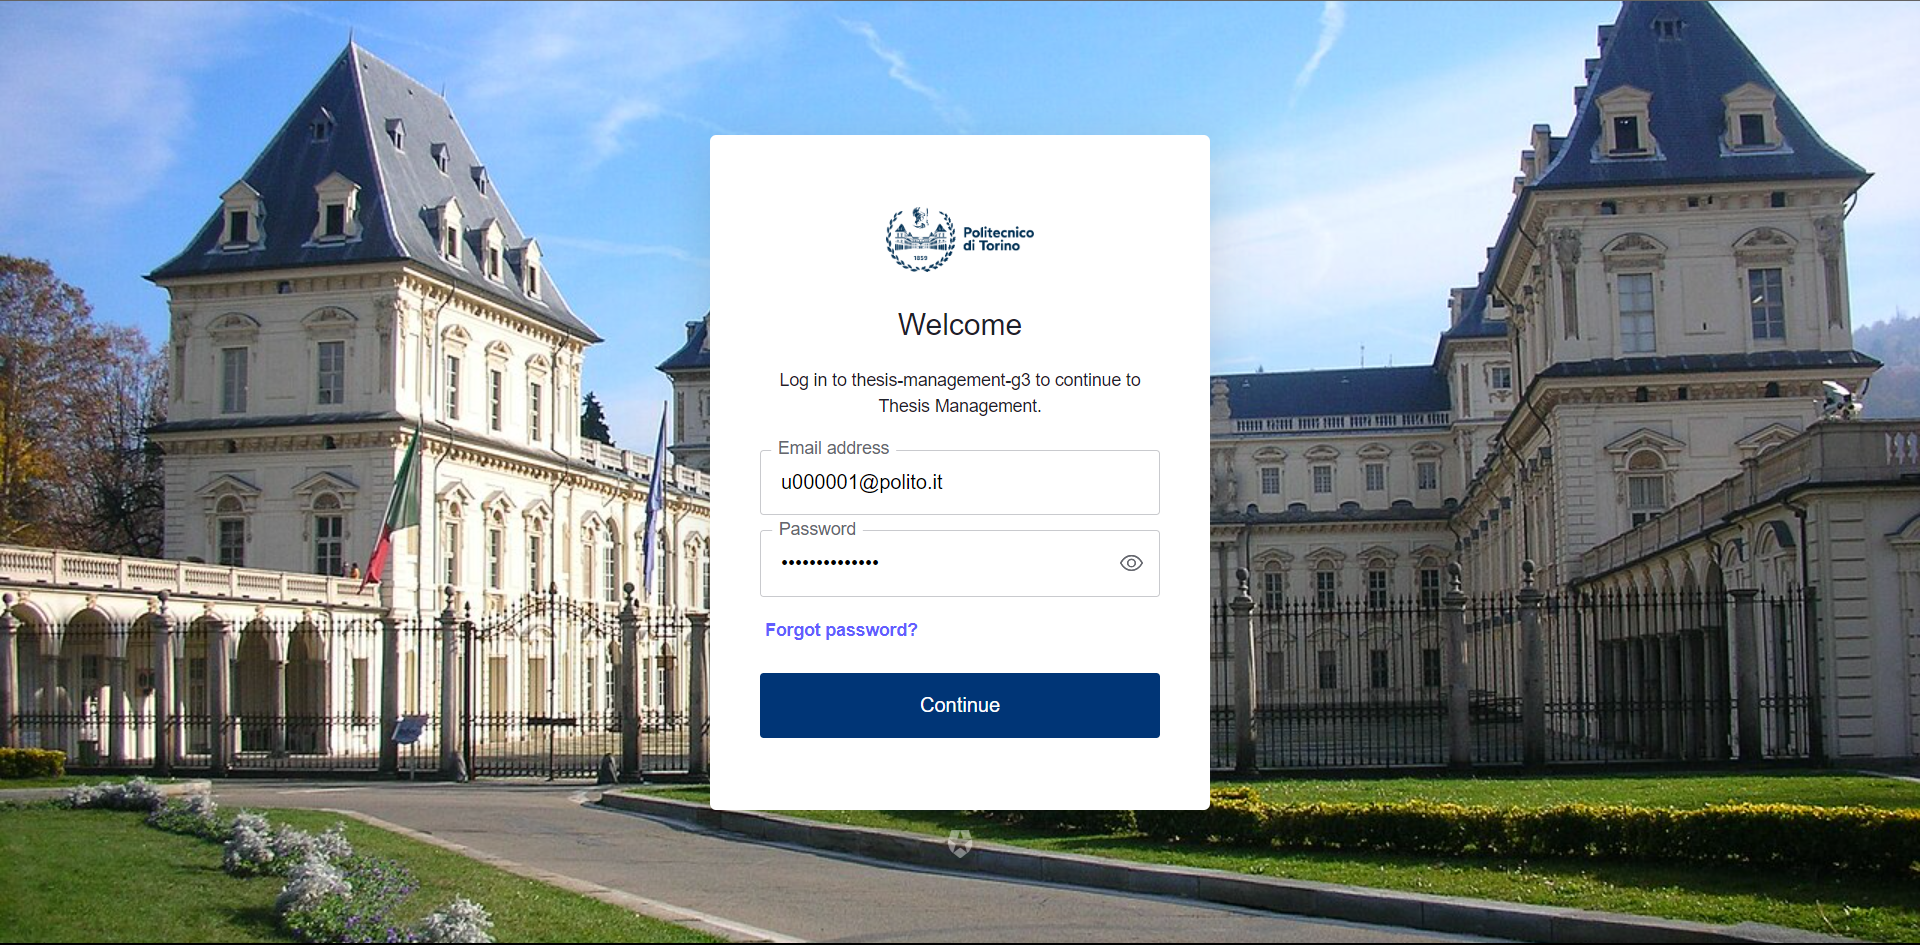 Politecnico
di Torino
1859
Welcome
Log in to thesis-management-g3 to continue to
Thesis Management.
Email address
u000001@polito.it
Password
••••••••••••••
Forgot password?
Continue